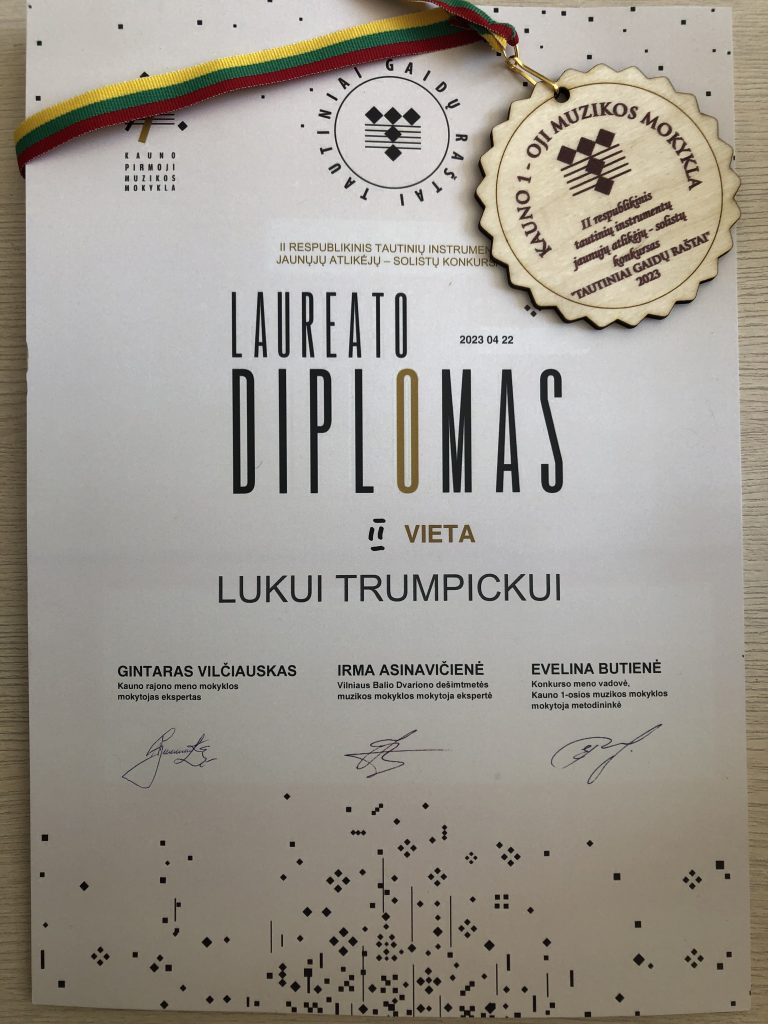 KAUNO
PIRMOJI
MUZIKOS
MOKYKLA
TAUTINIAI GAIDŲ RAŠTAI
KAUNO 1 - OJI MUZIKOS MOKYKLA
II respublikinis
tautinių instrumentų
jaunųjų atlikėjų - solistų
konkursas
"TAUTINIAI GAIDŲ RAŠTAI"
2023
II RESPUBLIKINIS TAUTINIŲ
JAUNŲJŲ ATLIKĖJŲ – SOLISTŲ
LAUREATO
2023 04 22
DIPLOMAS
II VIETA
LUKUI TRUMPICKUI
GINTARAS VILČIAUSKAS
Kauno rajono meno mokyklos
mokytojas ekspertas
IRMA ASINAVIČIENĖ
Vilniaus Balio Dvariono dešimtmetės
muzikos mokyklos mokytoja ekspertė
EVELINA BUTIENĖ
Konkurso meno vadovė,
Kauno 1-osios muzikos mokyklos
mokytoja metodininkė